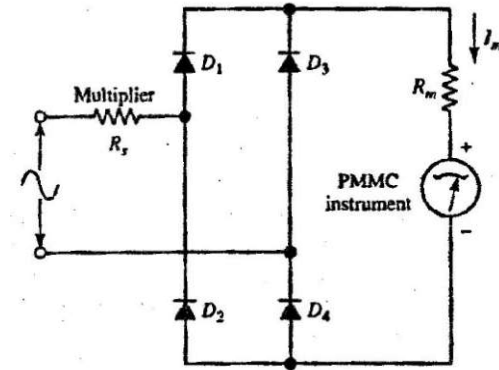 D₁
D₃
Iₘ
Multiplier
Rₛ
Rₘ
+
PMMC
instrument
-
D₂
D₄